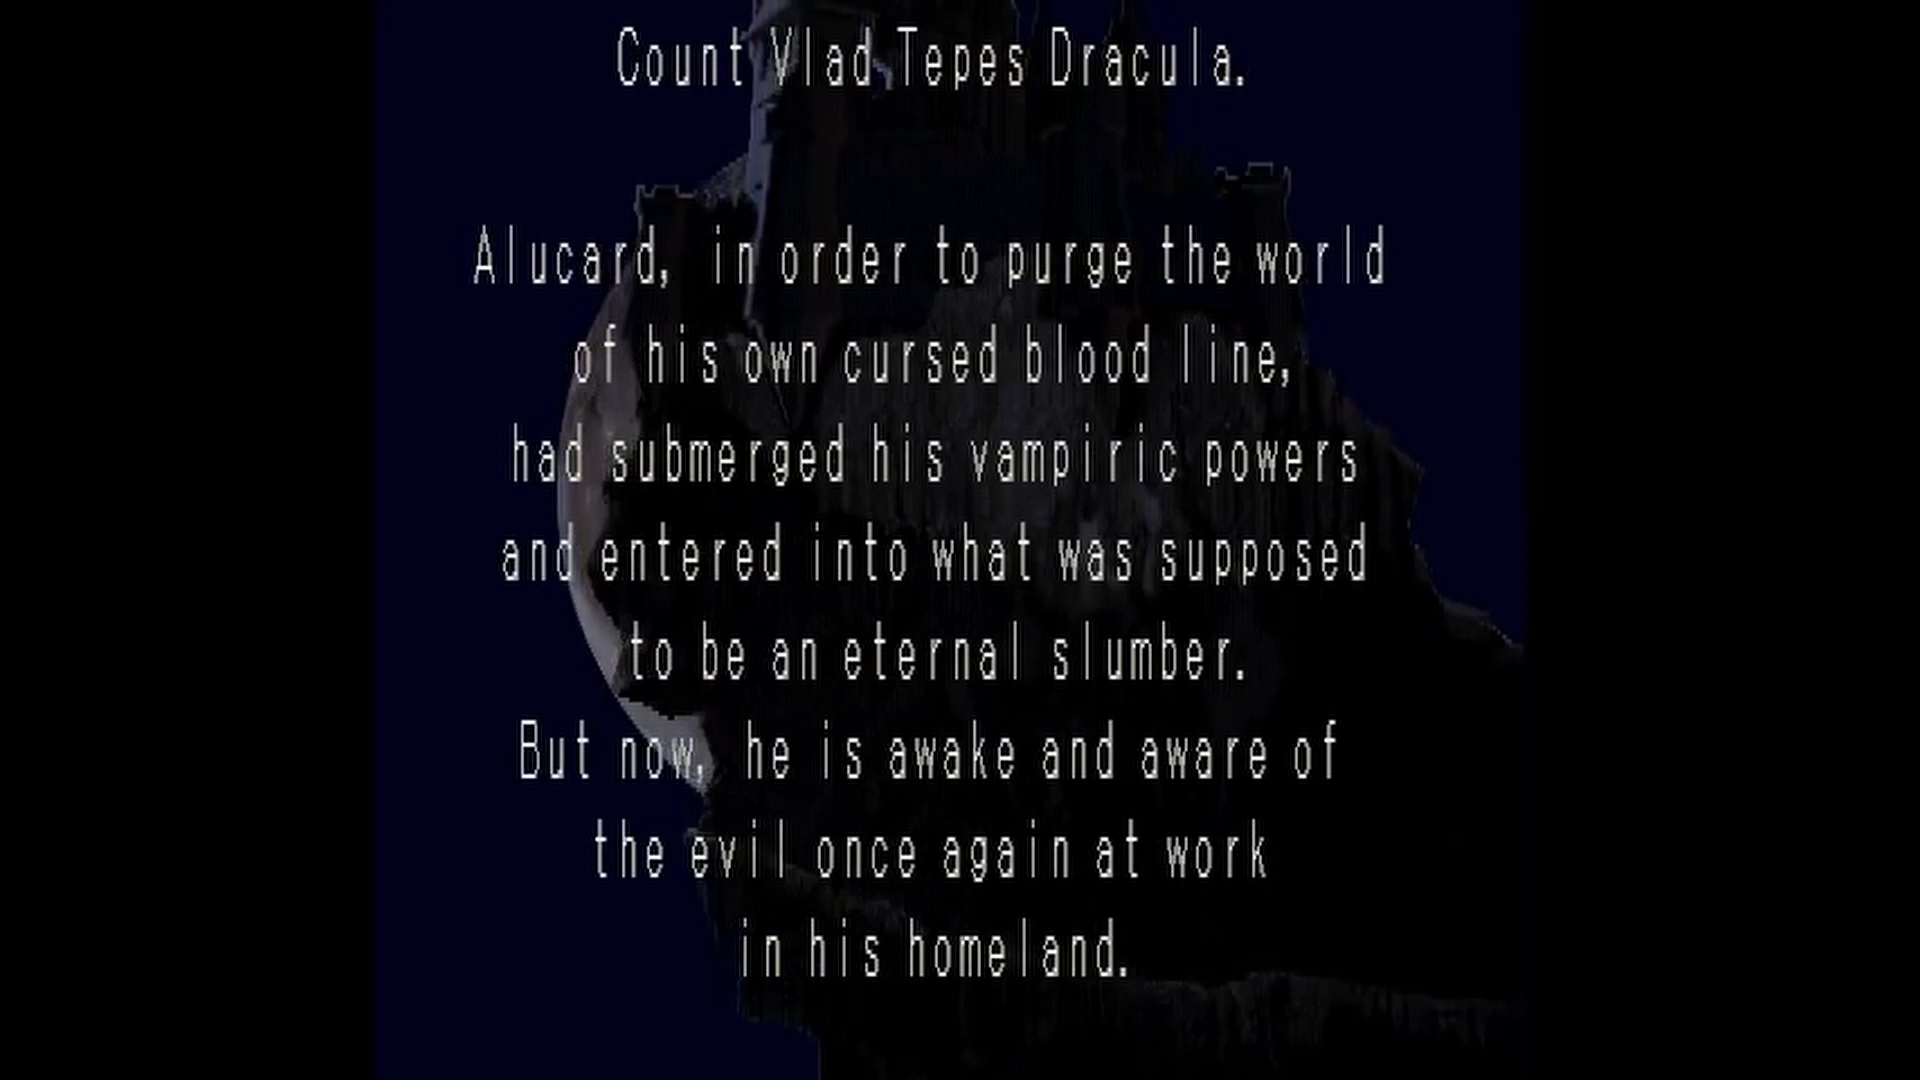 Count Vlad Tepes Dracula.
Alucard, in order to purge the world
of his own cursed blood line,
had submerged his vampiric powers
and entered into what was supposed
to be an eternal slumber.
But now, he is awake and aware of
the evil once again at work
in his homeland.